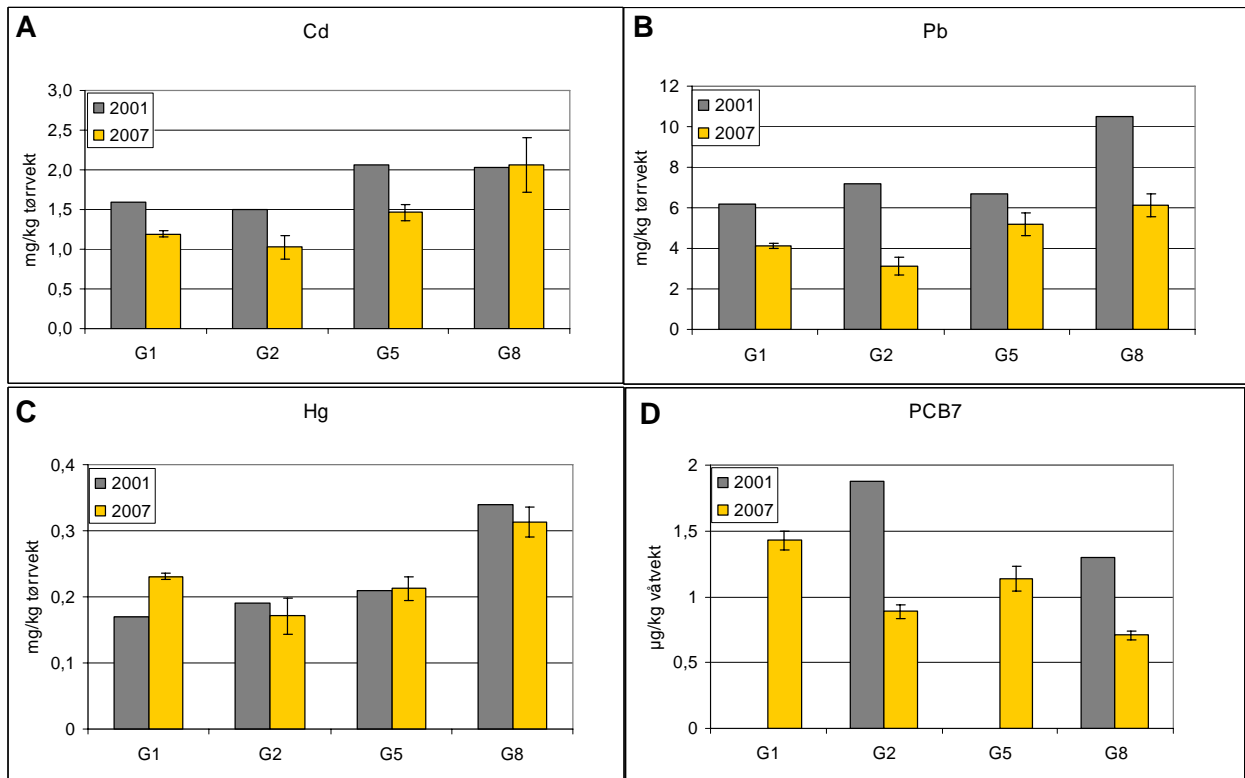 A
Cd
mg/kg tørrvekt
3,0
2,5
2,0
1,5
1,0
0,5
0,0
2001
2007
G1 G2 G5 G8
B
Pb
mg/kg tørrvekt
12
10
8
6
4
2
0
2001
2007
G1 G2 G5 G8
C
Hg
mg/kg tørrvekt
0,4
0,3
0,2
0,1
0
2001
2007
G1 G2 G5 G8
D
PCB7
µg/kg våtvekt
2
1,5
1
0,5
0
2001
2007
G1 G2 G5 G8